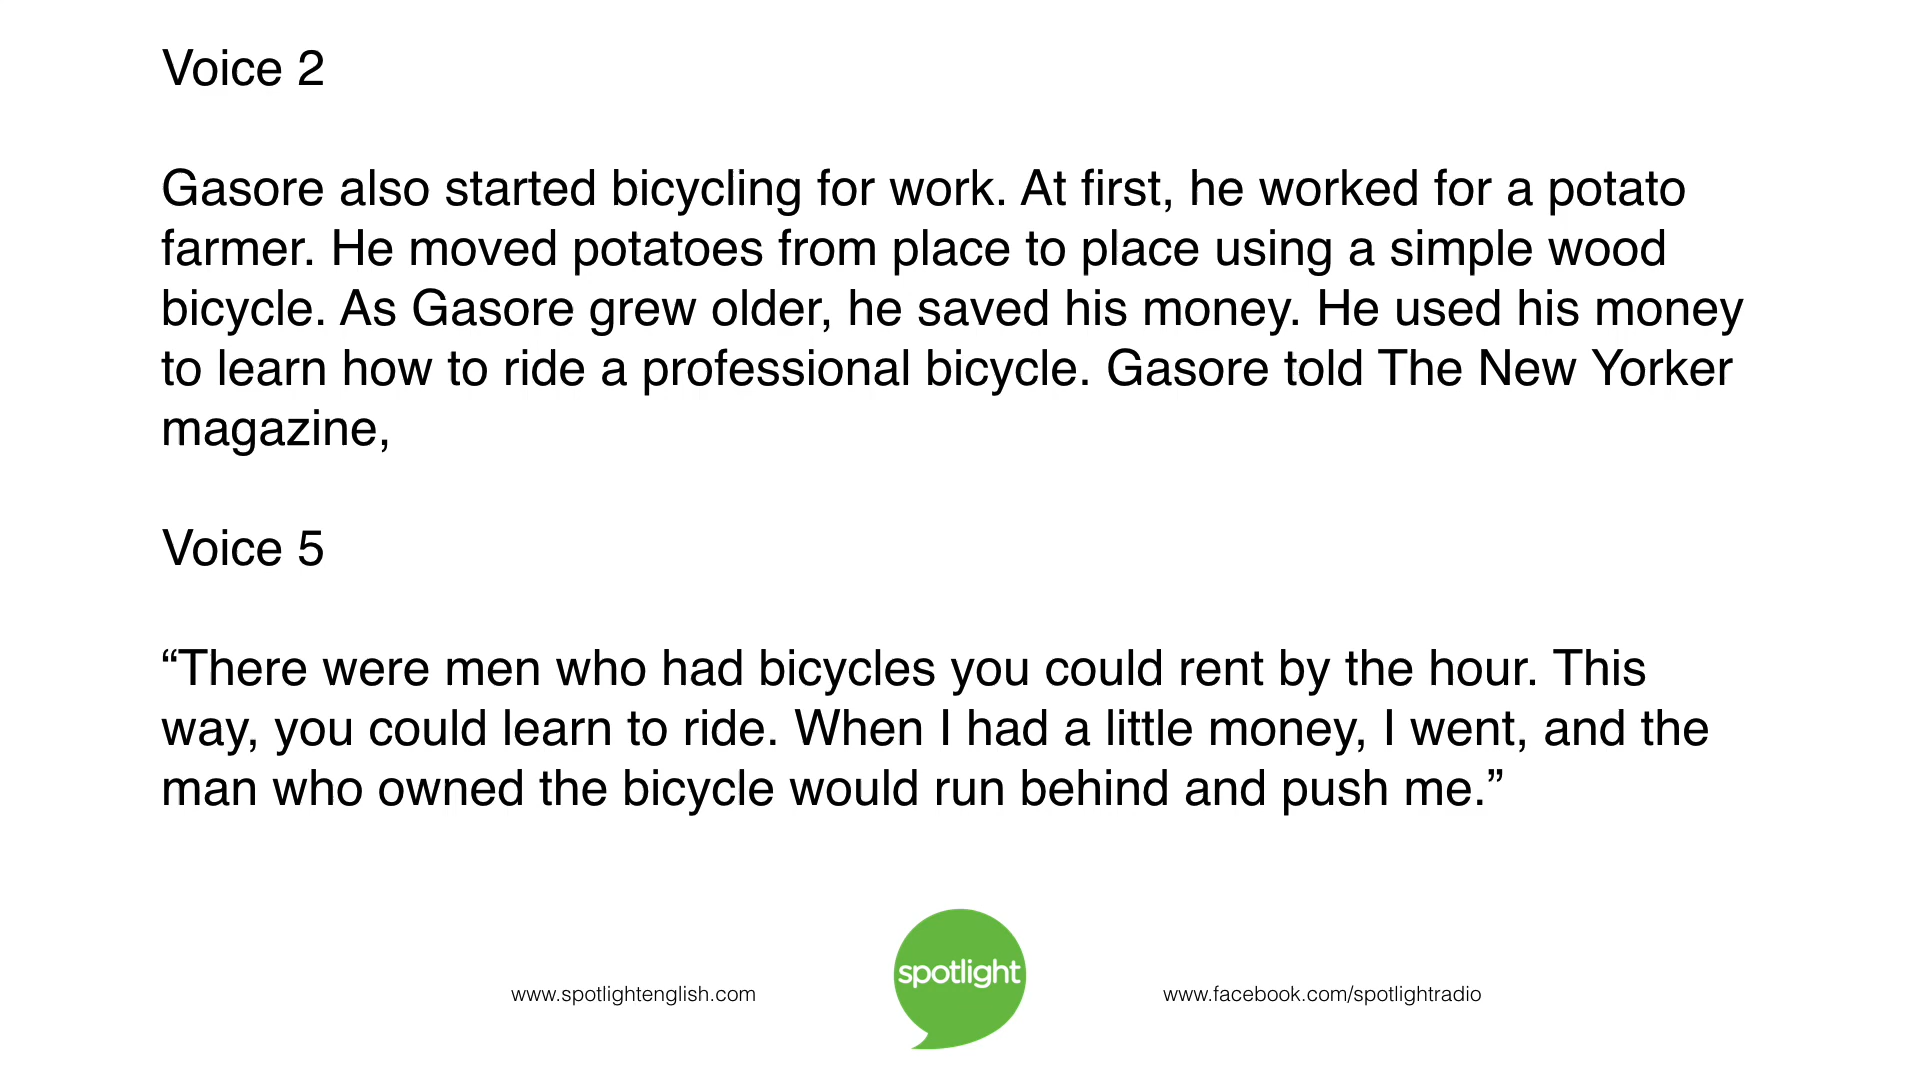 Voice 2
Gasore also started bicycling for work. At first, he worked for a potato
farmer. He moved potatoes from place to place using a simple wood
bicycle. As Gasore grew older, he saved his money. He used his money
to learn how to ride a professional bicycle. Gasore told The New Yorker
magazine,
Voice 5
“There were men who had bicycles you could rent by the hour. This
way, you could learn to ride. When I had a little money, I went, and the
man who owned the bicycle would run behind and push me.”
www.spotlightenglish.com
spotlight
www.facebook.com/spotlightradio